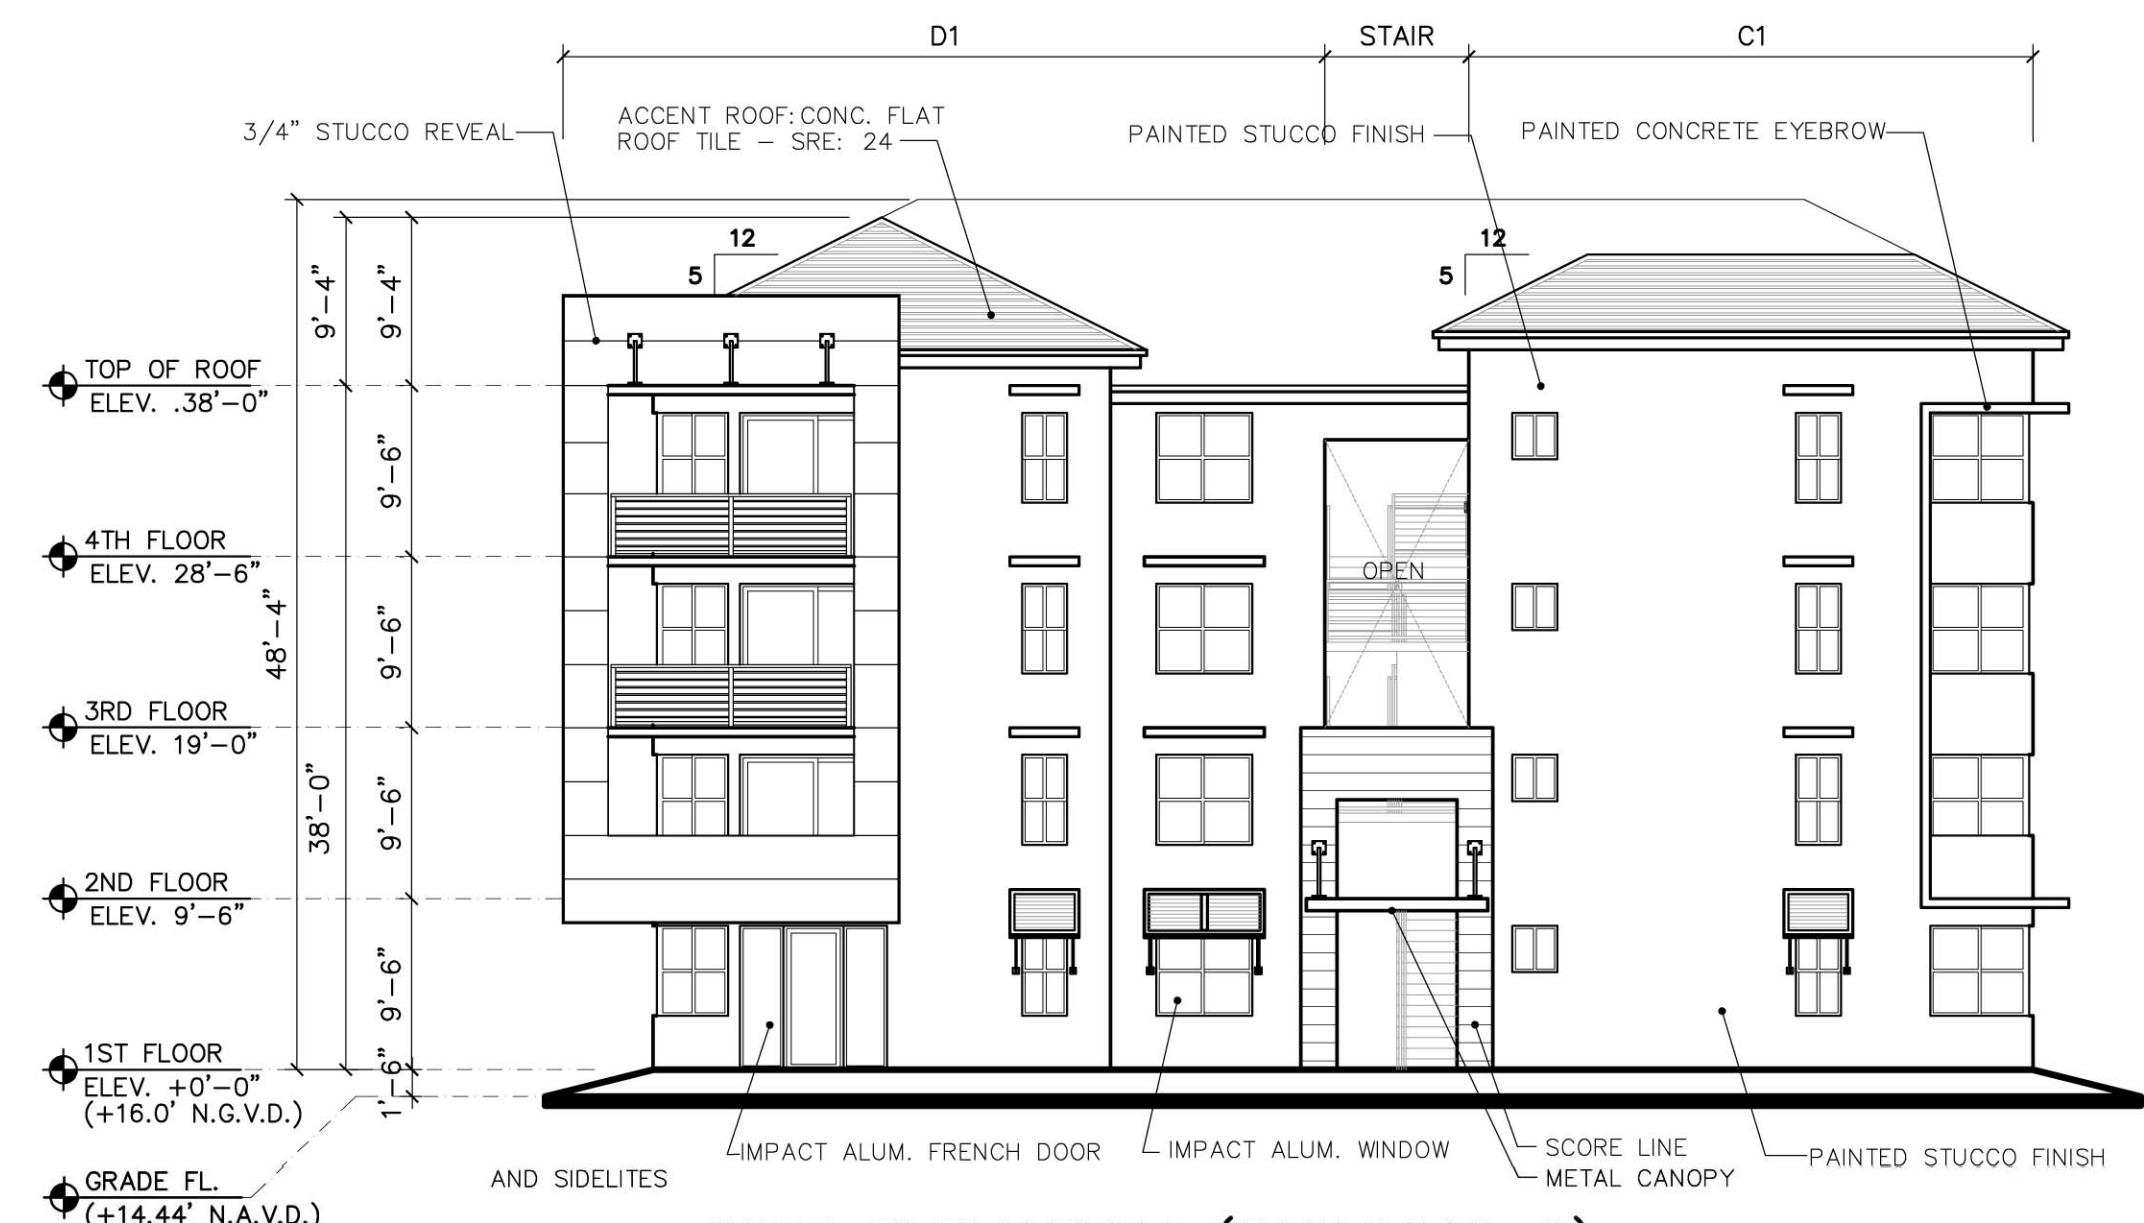 D1
STAIR
C1
3/4” STUCCO REVEAL
ACCENT ROOF: CONC. FLAT
ROOF TILE – SRE: 24
PAINTED STUCCO FINISH
PAINTED CONCRETE EYEBROW
12
5
12
5
9'–4”
9'–4”
TOP OF ROOF
ELEV. .38'–0”
9'–6”
4TH FLOOR
ELEV. 28'–6”
OPEN
48'–4”
9'–6”
3RD FLOOR
ELEV. 19'–0”
38'–0”
9'–6”
2ND FLOOR
ELEV. 9'–6”
9'–6”
1ST FLOOR
ELEV. +0'–0”
(+16.0' N.G.V.D.)
1'–6”
IMPACT ALUM. FRENCH DOOR
AND SIDELITES
IMPACT ALUM. WINDOW
SCORE LINE
METAL CANOPY
PAINTED STUCCO FINISH
GRADE FL.
(+14.44' N.A.V.D.)